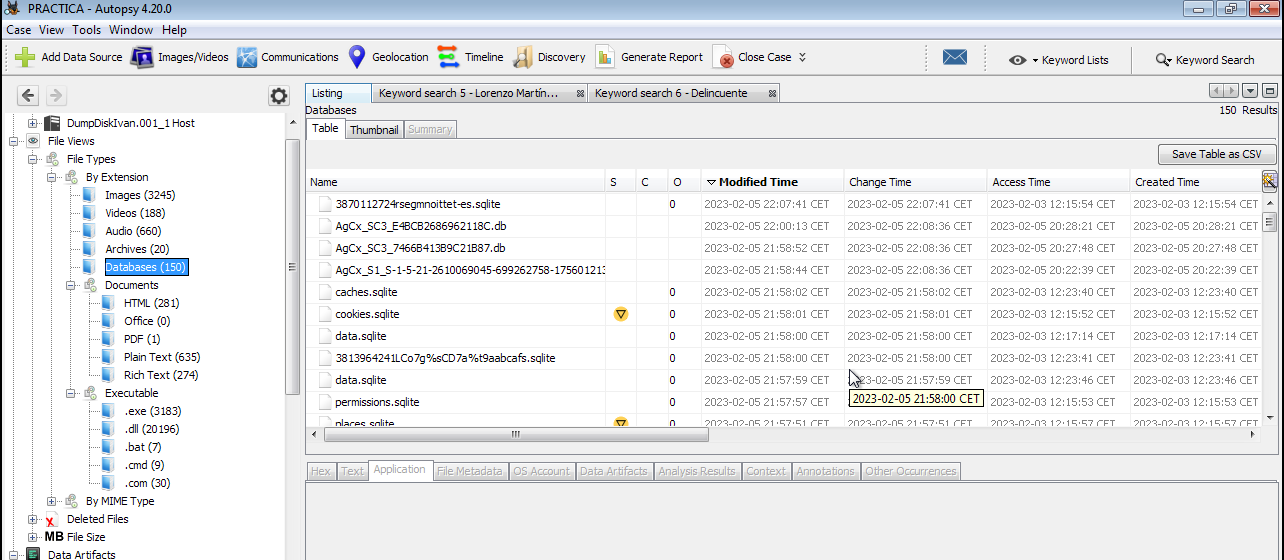 PRACTICA - Autopsy 4.20.0
Case View Tools Window Help
Add Data Source Images/Videos Communications Geolocation Timeline Discovery Generate Report Close Case Keyword Lists Keyword Search
Listing Keyword search 5 - Lorenzo Martín... Keyword search 6 - Delincuente
Databases 150 Results
Table Thumbnail Summary
Save Table as CSV
Name S C O Modified Time Change Time Access Time Created Time
3870112724rsegmnoittet-es.sqlite 0 2023-02-05 22:07:41 CET 2023-02-05 22:07:41 CET 2023-02-03 12:15:54 CET 2023-02-03 12:15:54 CET
AgCx_SC3_E4BCB2686962118C.db 2023-02-05 22:00:13 CET 2023-02-05 22:08:36 CET 2023-02-05 20:28:21 CET 2023-02-05 20:28:21 CET
AgCx_SC3_7466B413B9C21B87.db 2023-02-05 21:58:52 CET 2023-02-05 22:08:36 CET 2023-02-05 20:27:48 CET 2023-02-05 20:27:48 CET
AgCx_S1_S-1-5-21-2610069045-699262758-175601213 2023-02-05 21:58:44 CET 2023-02-05 22:08:36 CET 2023-02-05 20:22:39 CET 2023-02-05 20:22:39 CET
caches.sqlite 0 2023-02-05 21:58:02 CET 2023-02-05 21:58:02 CET 2023-02-03 12:23:40 CET 2023-02-03 12:23:40 CET
cookies.sqlite 0 2023-02-05 21:58:01 CET 2023-02-05 21:58:01 CET 2023-02-03 12:15:52 CET 2023-02-03 12:15:52 CET
data.sqlite 0 2023-02-05 21:58:00 CET 2023-02-05 21:58:00 CET 2023-02-03 12:17:14 CET 2023-02-03 12:17:14 CET
3813964241LCo7g%sCD7a%t9aabcafs.sqlite 0 2023-02-05 21:58:00 CET 2023-02-05 21:58:00 CET 2023-02-03 12:23:41 CET 2023-02-03 12:23:41 CET
data.sqlite 0 2023-02-05 21:57:59 CET 2023-02-05 21:57:59 CET 2023-02-03 12:23:46 CET 2023-02-03 12:23:46 CET
permissions.sqlite 0 2023-02-05 21:57:57 CET 2023-02-05 21:58:00 CET 2023-02-03 12:15:53 CET 2023-02-03 12:15:53 CET
places.sqlite 0 2023-02-05 21:57:51 CET 2023-02-05 21:57:51 CET 2023-02-03 12:15:57 CET 2023-02-03 12:15:57 CET
Hex Text Application File Metadata OS Account Data Artifacts Analysis Results Context Annotations Other Occurrences
DumpDiskIvan.001_1 Host
File Views
File Types
By Extension
Images (3245)
Videos (188)
Audio (660)
Archives (20)
Databases (150)
Documents
HTML (281)
Office (0)
PDF (1)
Plain Text (635)
Rich Text (274)
Executable
.exe (3183)
.dll (20196)
.bat (7)
.cmd (9)
.com (30)
By MIME Type
Deleted Files
MB File Size
Data Artifacts